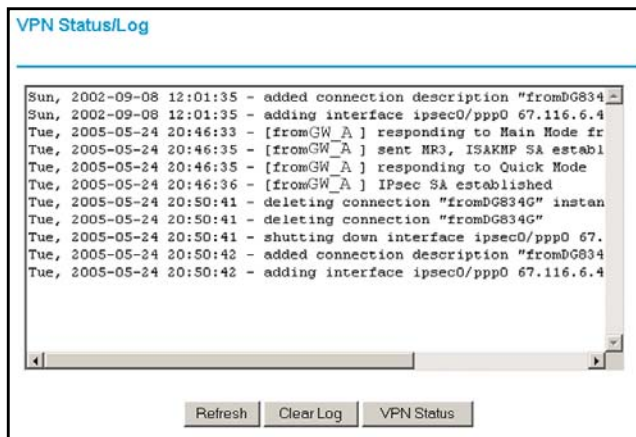 VPN Status/Log
Sun, 2002-09-08 12:01:35 - added connection description "fromDG834
Sun, 2002-09-08 12:01:35 - adding interface ipsec0/ppp0 67.116.6.4
Tue, 2005-05-24 20:46:33 - [fromGW_A ] responding to Main Mode fr
Tue, 2005-05-24 20:46:35 - [fromGW_A ] sent MR3, ISAKMP SA establ
Tue, 2005-05-24 20:46:35 - [fromGW_A ] responding to Quick Mode
Tue, 2005-05-24 20:46:36 - [fromGW_A ] IPsec SA established
Tue, 2005-05-24 20:50:41 - deleting connection "fromDG834G" instan
Tue, 2005-05-24 20:50:41 - deleting connection "fromDG834G"
Tue, 2005-05-24 20:50:41 - shutting down interface ipsec0/ppp0 67.
Tue, 2005-05-24 20:50:42 - added connection description "fromDG834
Tue, 2005-05-24 20:50:42 - adding interface ipsec0/ppp0 67.116.6.4
Refresh Clear Log VPN Status